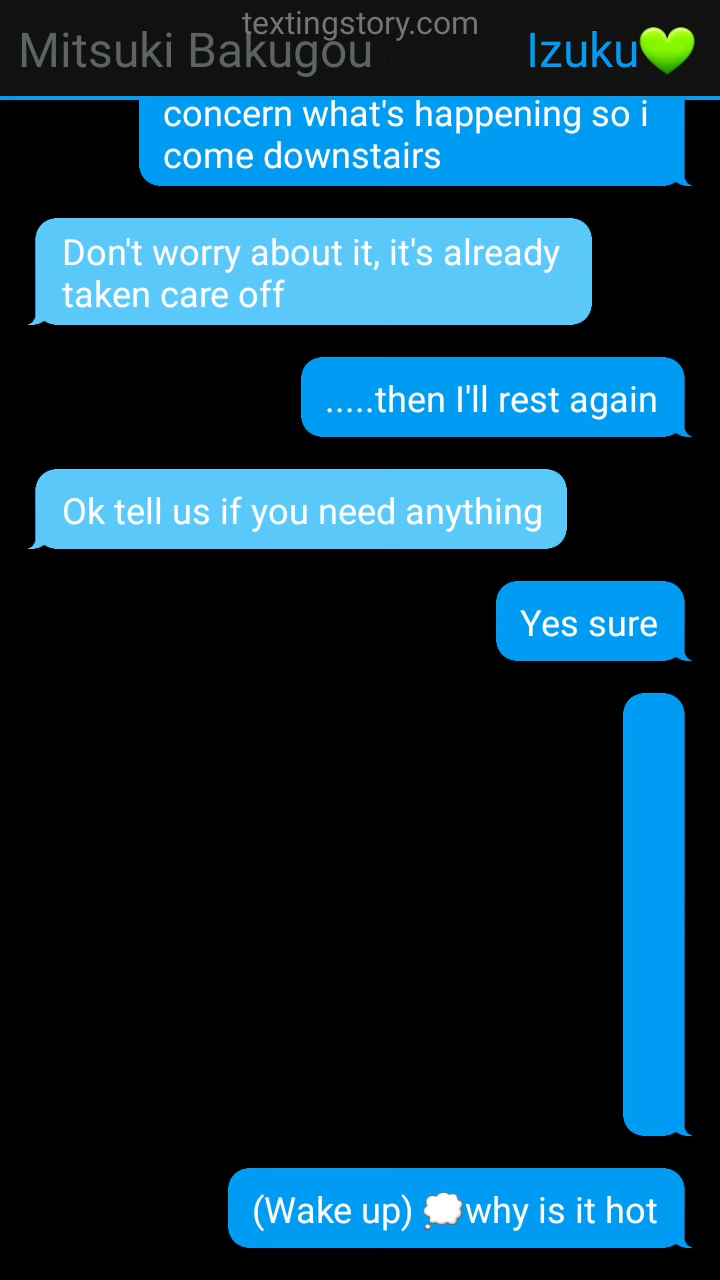 textingstory.com
Mitsuki Bakugou
Izuku💚
concern what's happening so i
come downstairs
Don't worry about it, it's already
taken care off
.....then I'll rest again
Ok tell us if you need anything
Yes sure
(Wake up) 💭why is it hot